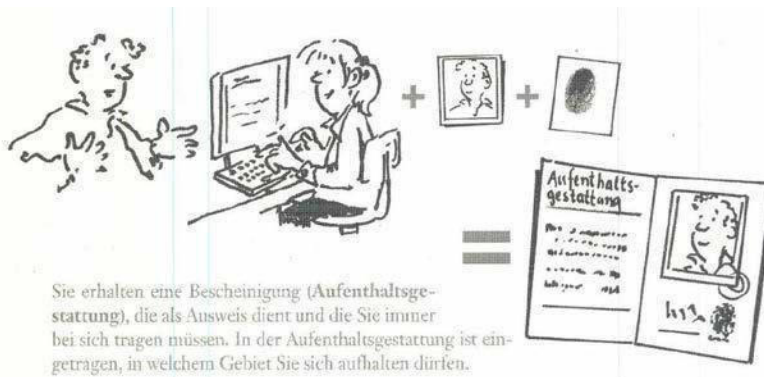 Aufenthalts-
gestattung
Sie erhalten eine Bescheinigung (Aufenthaltsge-
stattung), die als Ausweis dient und die Sie immer
bei sich tragen müssen. In der Aufenthaltsgestattung ist ein-
getragen, in welchem Gebiet Sie sich aufhalten dürfen.